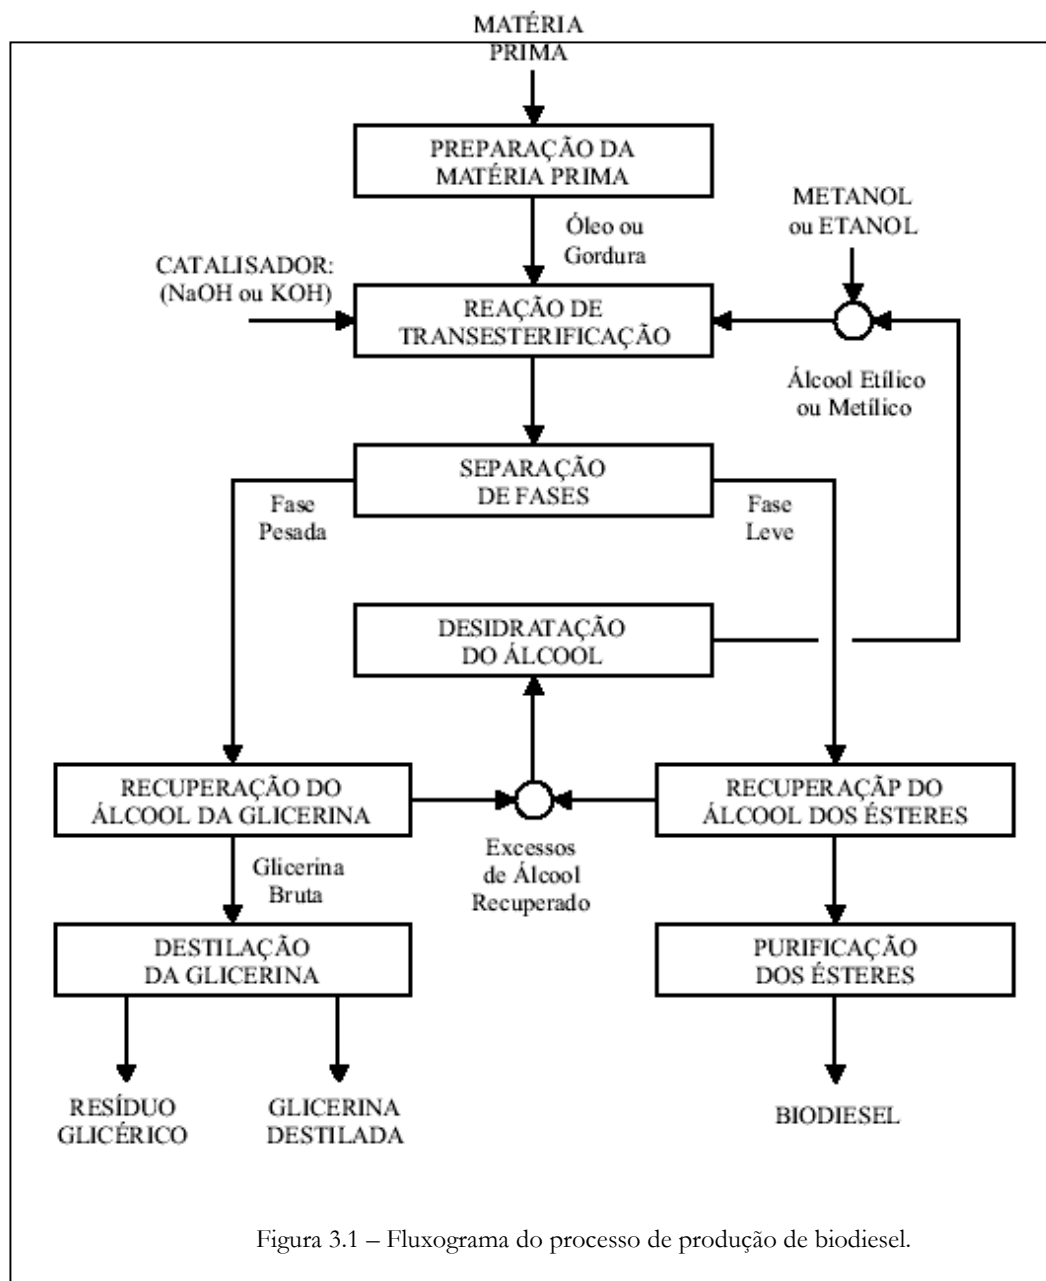 MATÉRIA
PRIMA
PREPARAÇÃO DA
MATÉRIA PRIMA
METANOL
ou ETANOL
Óleo ou
Gordura
CATALISADOR:
(NaOH ou KOH)
REAÇÃO DE
TRANSESTERIFICAÇÃO
Álcool Etílico
ou Metílico
SEPARAÇÃO
DE FASES
Fase
Pesada
Fase
Leve
DESIDRATAÇÃO
DO ÁLCOOL
RECUPERAÇÃO DO
ÁLCOOL DA GLICERINA
RECUPERAÇÃP DO
ÁLCOOL DOS ÉSTERES
Excessos
de Álcool
Recuperado
Glicerina
Bruta
DESTILAÇÃO
DA GLICERINA
PURIFICAÇÃO
DOS ÉSTERES
RESÍDUO
GLICÉRICO
GLICERINA
DESTILADA
BIODIESEL
Figura 3.1 – Fluxograma do processo de produção de biodiesel.